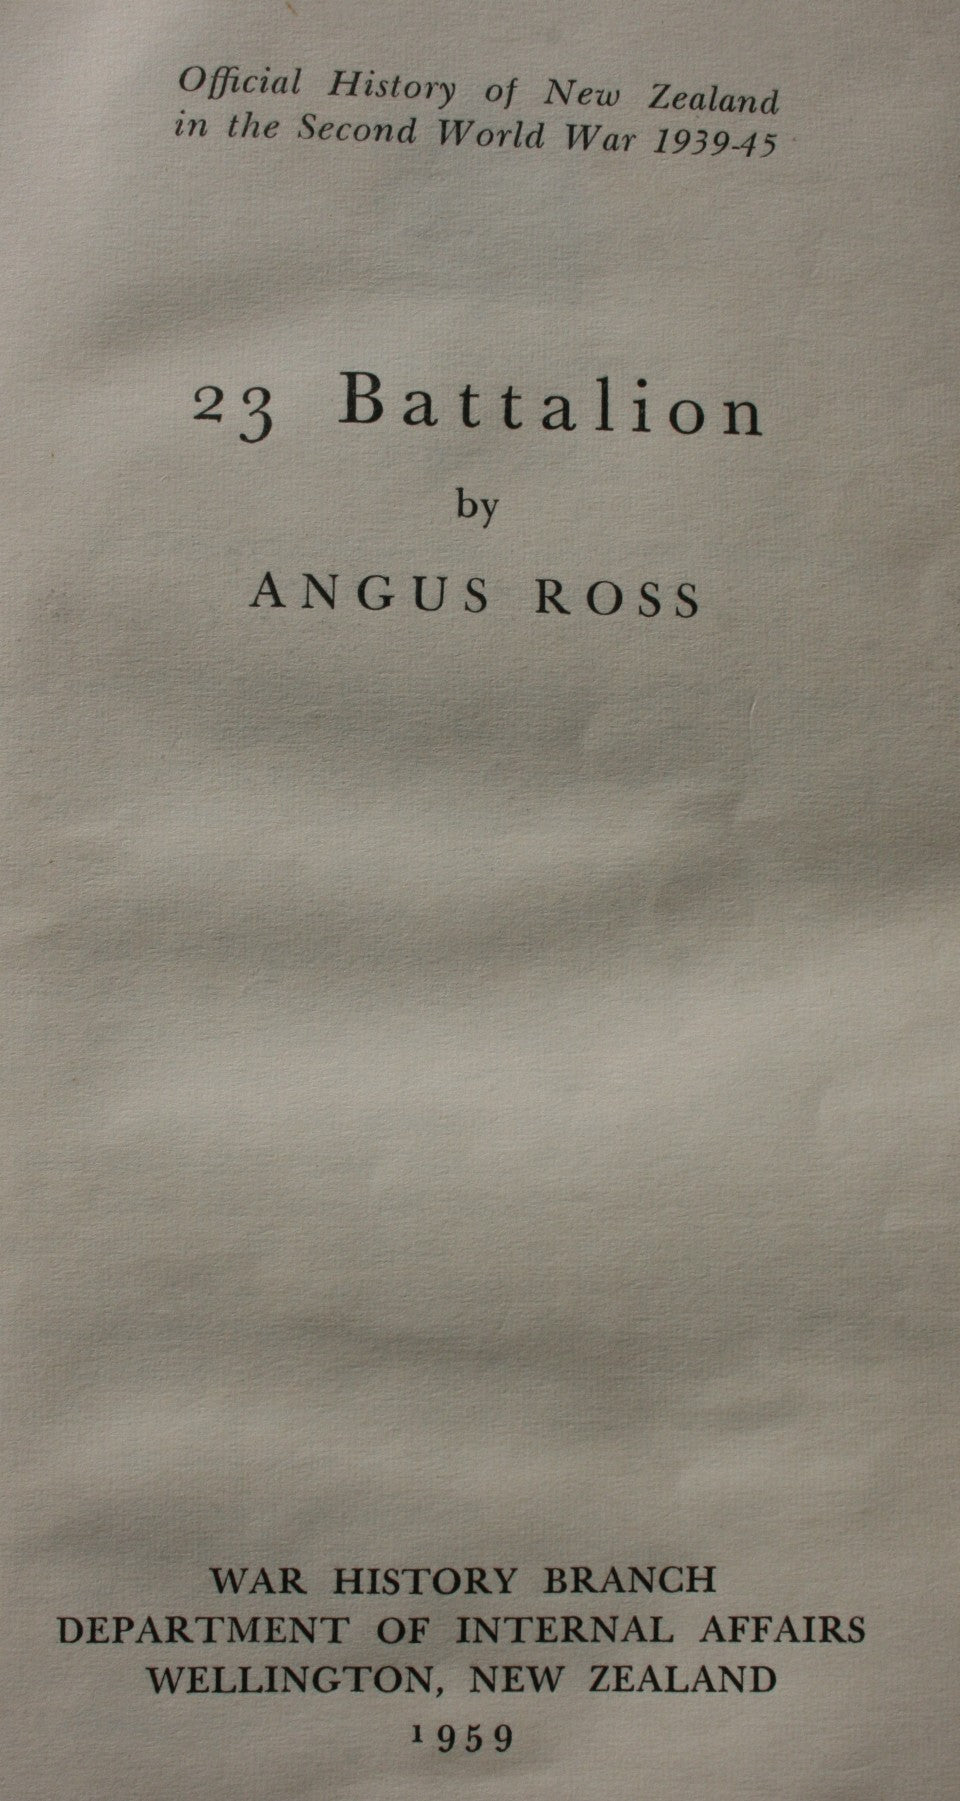 Official History of New Zealand
in the Second World War 1939-45
23 Battalion
by
ANGUS ROSS
WAR HISTORY BRANCH
DEPARTMENT OF INTERNAL AFFAIRS
WELLINGTON, NEW ZEALAND
1959